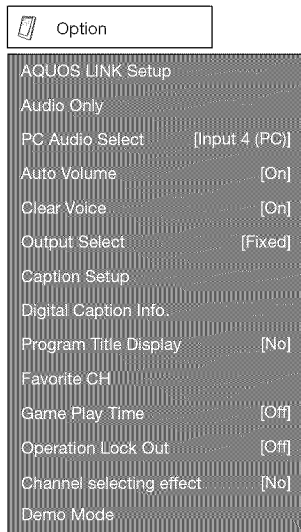 Option
AQUOS LINK Setup
Audio Only
PC Audio Select [Input 4 (PC)]
Auto Volume [On]
Clear Voice [On]
Output Select [Fixed]
Caption Setup
Digital Caption Info.
Program Title Display [No]
Favorite CH
Game Play Time [Off]
Operation Lock Out [Off]
Channel selecting effect [No]
Demo Mode